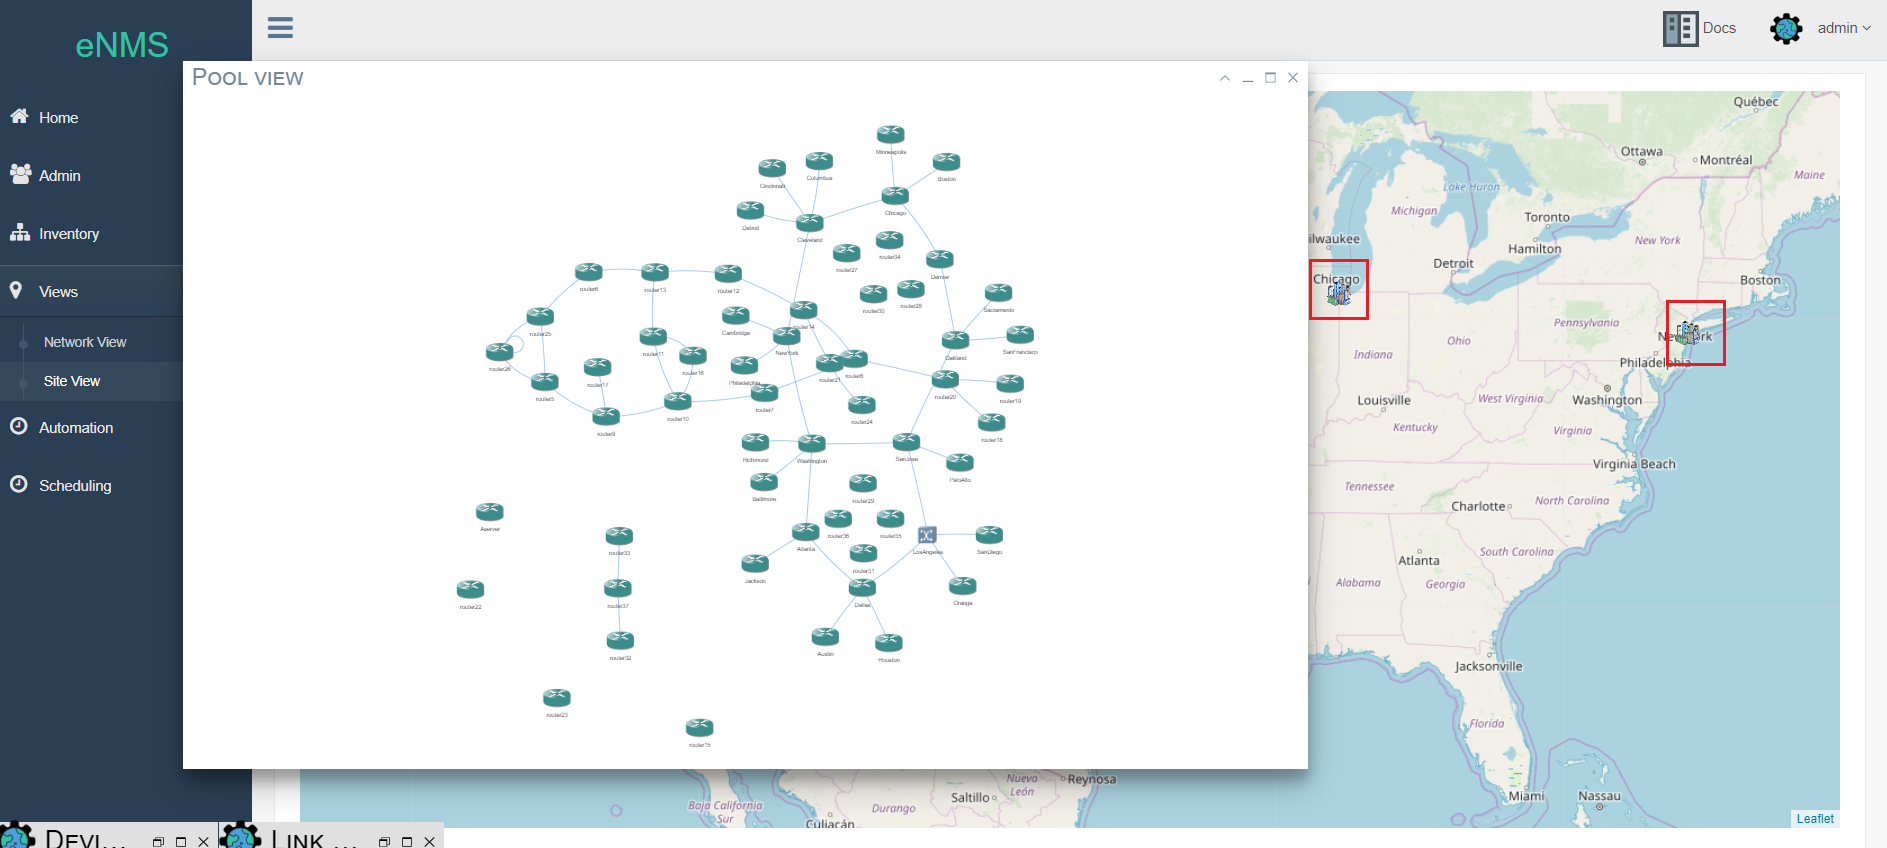 eNMS
Docs
admin
Home
Admin
Inventory
Views
Network View
Site View
Automation
Scheduling
POOL VIEW
Minneapolis
Boston
Columbus
Cincinnati
Chicago
Detroit
Cleveland
router34
router27
Denver
router6
router13
router12
router28
router30
Sacramento
router25
Cambridge
router14
router11
NewYork
SanFrancisco
Oakland
router26
router16
router8
router21
Philadelphia
router17
router5
router20
router19
router7
router10
router24
router9
router18
Richmond
Washington
SanJose
PaloAlto
Baltimore
router29
router36
router35
Atlanta
LosAngeles
SanDiego
router33
router31
Jackson
router22
router37
Dallas
Orange
Austin
Houston
router32
router23
router15
Québec
Ottawa
Montréal
Maine
Lake Huron
Michigan
Toronto
ilwaukee
Hamilton
New York
Detroit
Chicago
Boston
Pennsylvania
Indiana
Ohio
Philadelphia
Louisville
West Virginia
Washington
Kentucky
Virginia
Virginia Beach
Tennessee
North Carolina
Charlotte
South Carolina
Atlanta
Alabama
Georgia
Jacksonville
Florida
Miami
Nassau
Nuevo
León
Reynosa
Saltillo
Baja California
Sur
Durango
Culiacán
Leaflet
DEVI...
LINK ...